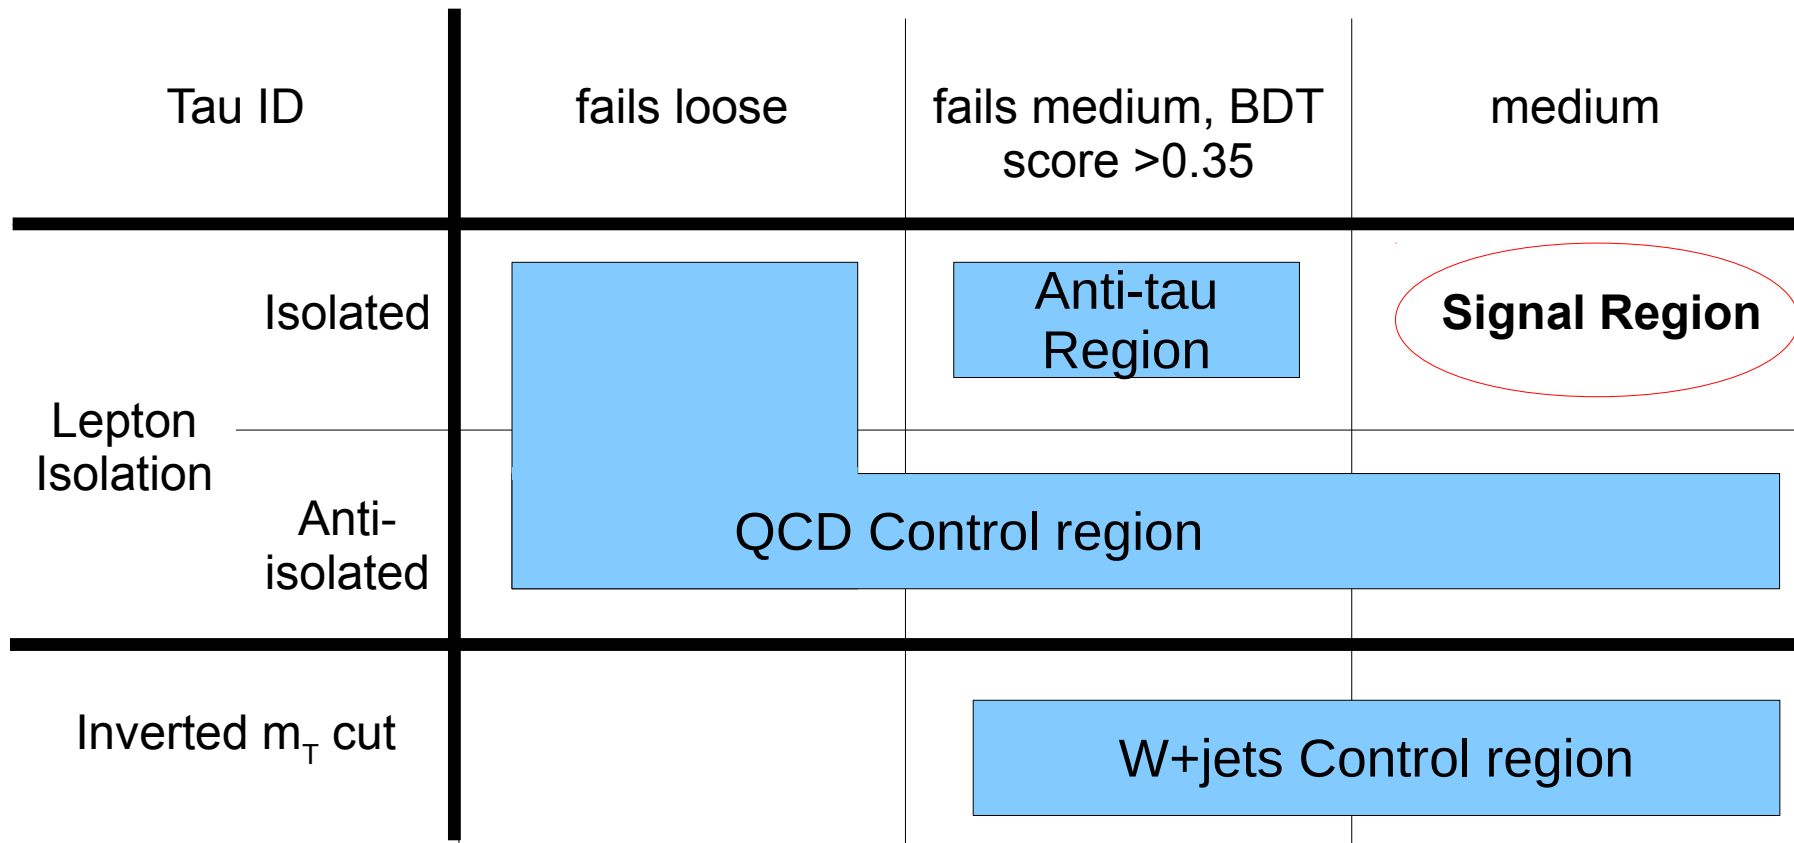 Tau ID
fails loose
fails medium, BDT
score >0.35
medium
Isolated
Anti-tau
Region
Signal Region
Lepton
Isolation
Anti-
isolated
QCD Control region
Inverted m_T cut
W+jets Control region